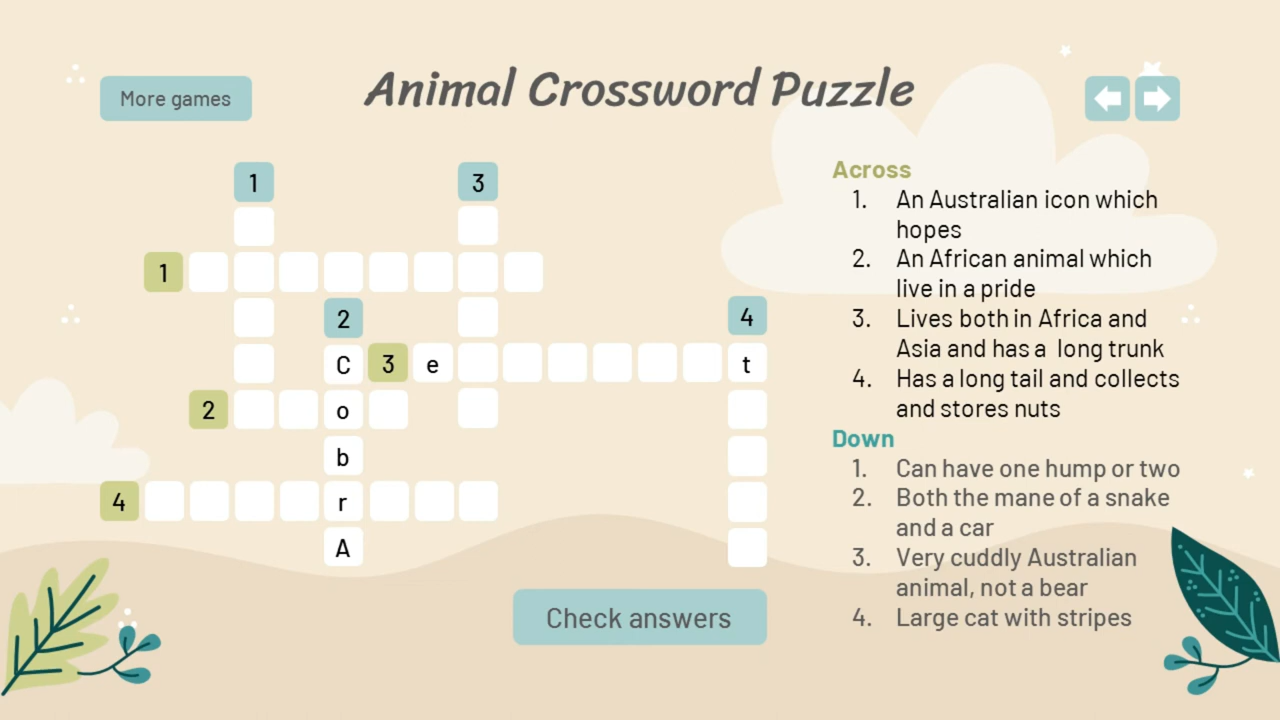 Animal Crossword Puzzle
More games
1
3
1
2
4
C
3
e
t
2
o
b
4
r
A
Check answers
Across
1. An Australian icon which
hopes
2. An African animal which
live in a pride
3. Lives both in Africa and
Asia and has a long trunk
4. Has a long tail and collects
and stores nuts
Down
1. Can have one hump or two
2. Both the mane of a snake
and a car
3. Very cuddly Australian
animal, not a bear
4. Large cat with stripes